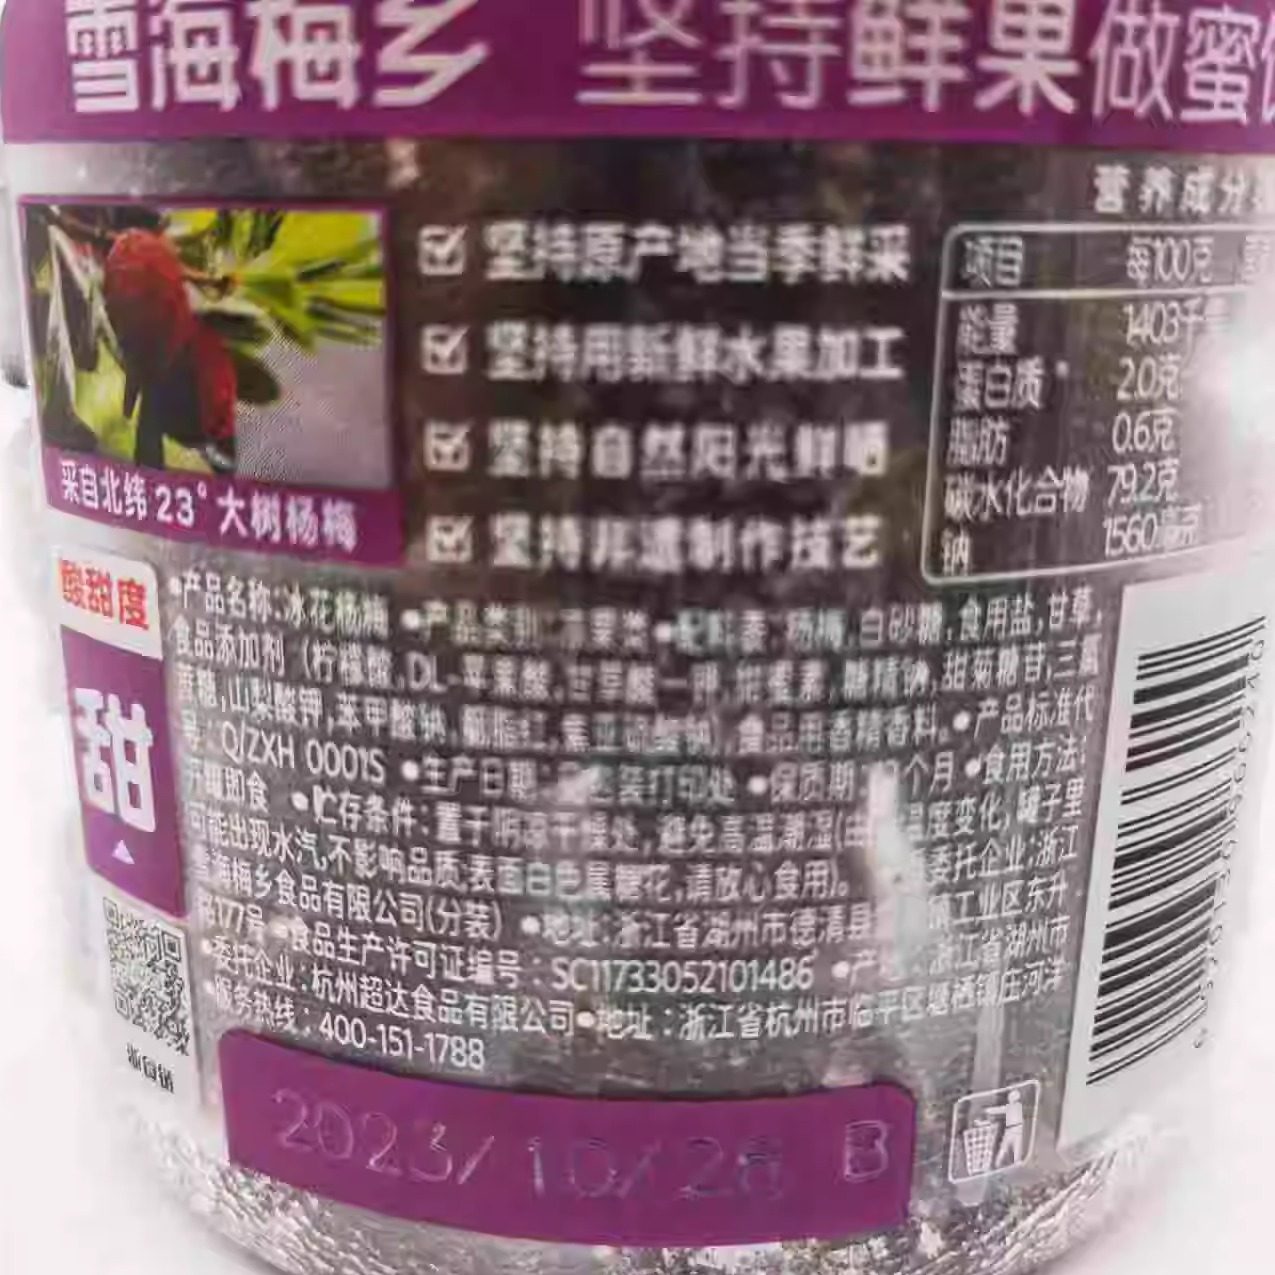 雪海梅乡 坚持鲜果做蜜
营养成分
坚持原产地当季鲜采
坚持用新鲜水果加工
坚持自然阳光鲜晒
坚持非遗制作技艺
项目 每100克
能量 1403千
蛋白质 2.0克
脂肪 0.6克
碳水化合物 79.2克
钠 1560毫克
采自北纬23°大树杨梅
酸甜度
甜
•产品名称:冰花杨梅 •产品类别: •配料表:杨梅,白砂糖,食用盐,甘草,
食品添加剂(柠檬酸,DL-苹果酸,甘草酸一钾,甜蜜素,糖精钠,甜菊糖苷,三氯
蔗糖,山梨酸钾,苯甲酸钠,胭脂红,焦亚硫酸钠,食品用香精香料。•产品标准代
号:Q/ZXH 0001S •生产日期:见包装打印处 •保质期: 个月 •食用方法:
开罐即食 •贮存条件:置于阴凉干燥处,避免高温潮湿( 温度变化,罐子里
可能出现水汽,不影响品质;表面白色属糖花,请放心食用)。 委托企业:浙江
雪海梅乡食品有限公司(分装) •地址:浙江省湖州市德清县 镇工业区东升
路177号 •食品生产许可证编号:SC11733052101486 •产地:浙江省湖州市
•委托企业:杭州超达食品有限公司•地址:浙江省杭州市临平区塘栖镇庄河洋
•服务热线:400-151-1788
2023/10/28 B